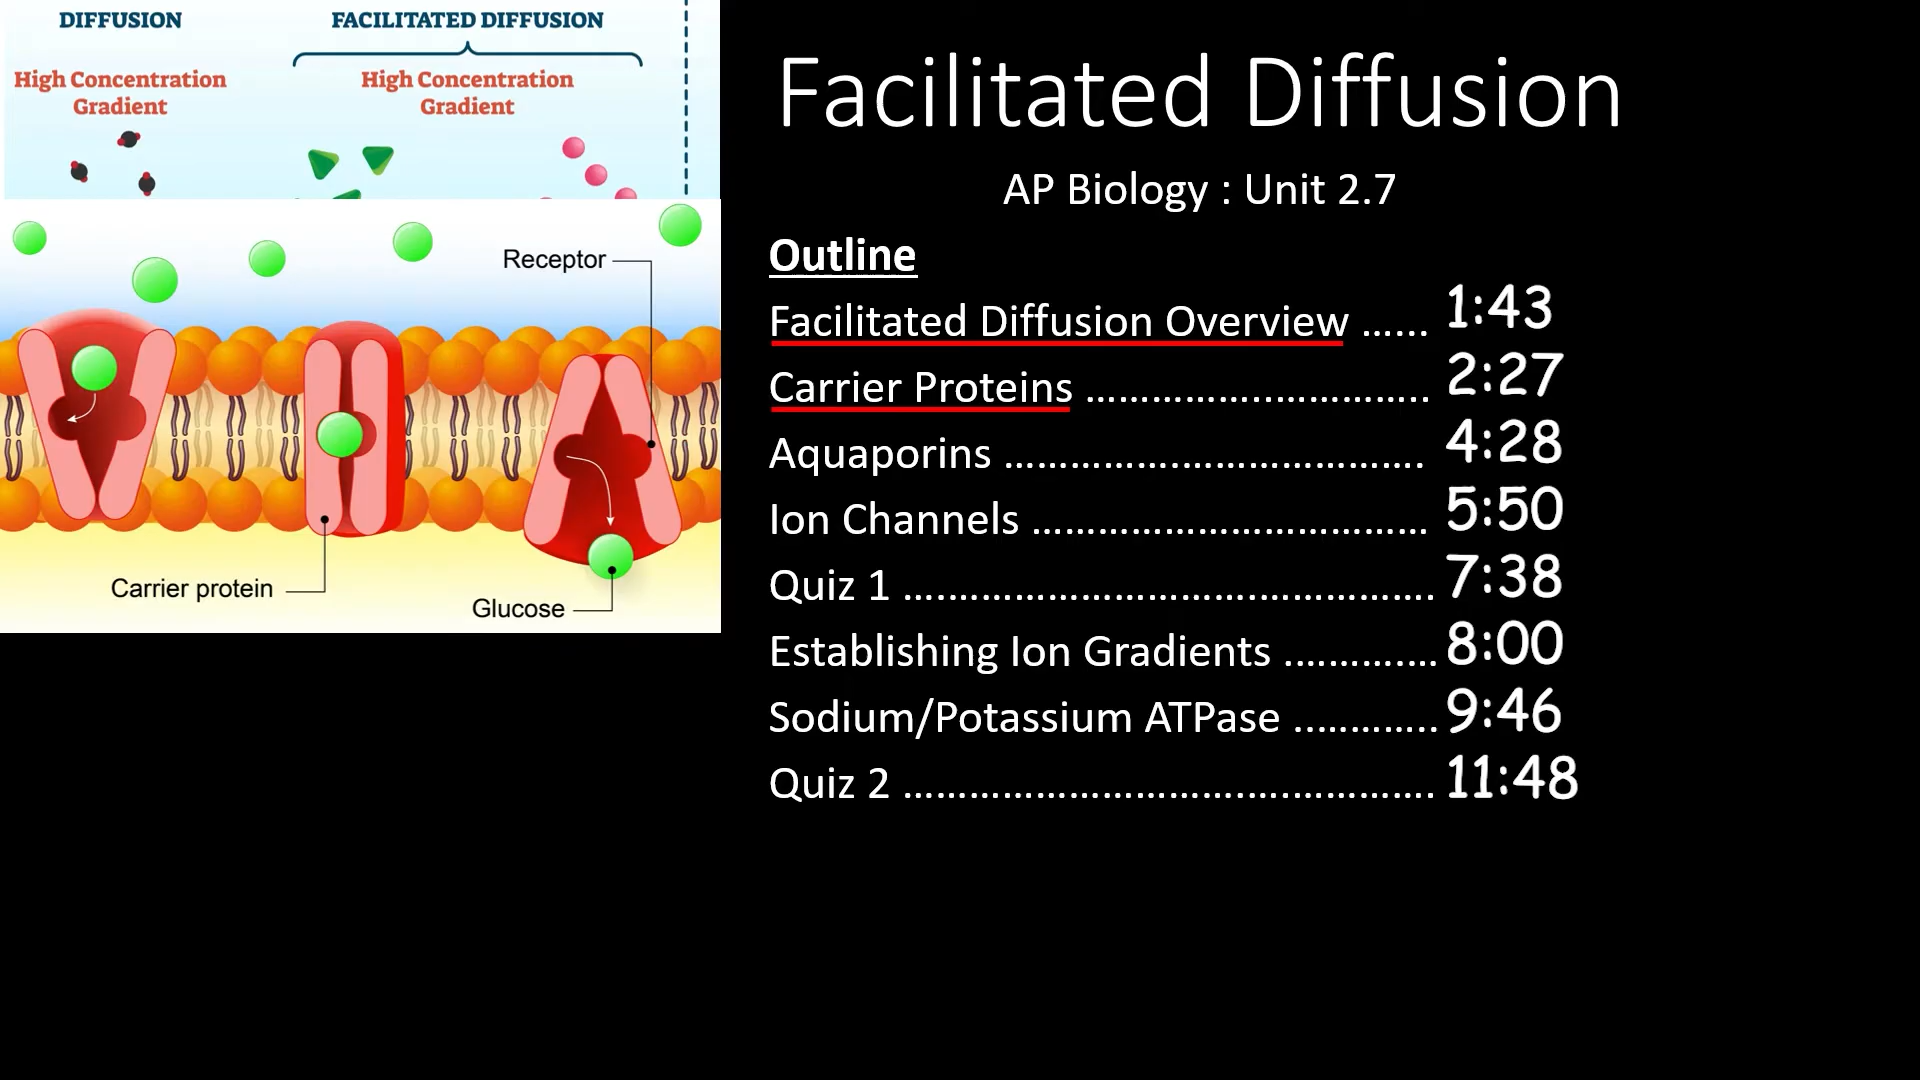 DIFFUSION
FACILITATED DIFFUSION
High Concentration
Gradient
High Concentration
Gradient
Receptor
Carrier protein
Glucose
Facilitated Diffusion
AP Biology : Unit 2.7
Outline
Facilitated Diffusion Overview …... 1:43
Carrier Proteins ……………..………….. 2:27
Aquaporins …………….………………… 4:28
Ion Channels ……………………………… 5:50
Quiz 1 ….……………………….……………. 7:38
Establishing Ion Gradients ………..… 8:00
Sodium/Potassium ATPase ………….. 9:46
Quiz 2 ………………………….….…………. 11:48